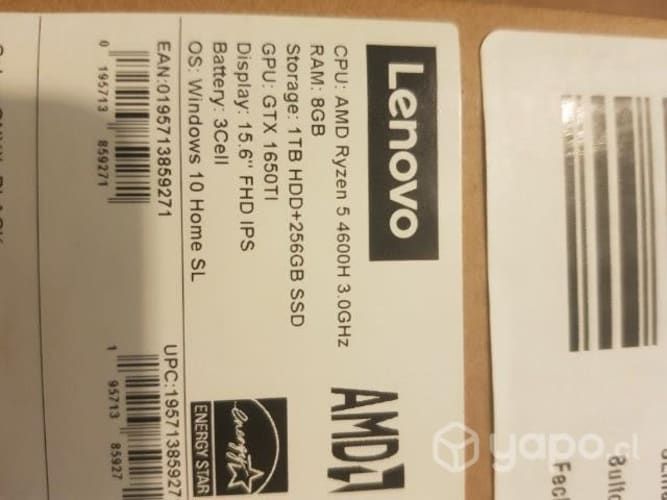 Lenovo
CPU: AMD Ryzen 5 4600H 3.0GHz
RAM: 8GB
Storage: 1TB HDD+256GB SSD
GPU: GTX 1650TI
Display: 15.6" FHD IPS
Battery: 3Cell
OS: Windows 10 Home SL
AMD
energy
ENERGY STAR
EAN:0195713859271
0 195713 859271
UPC:19571385927
1 95713 85927
yapo.cl